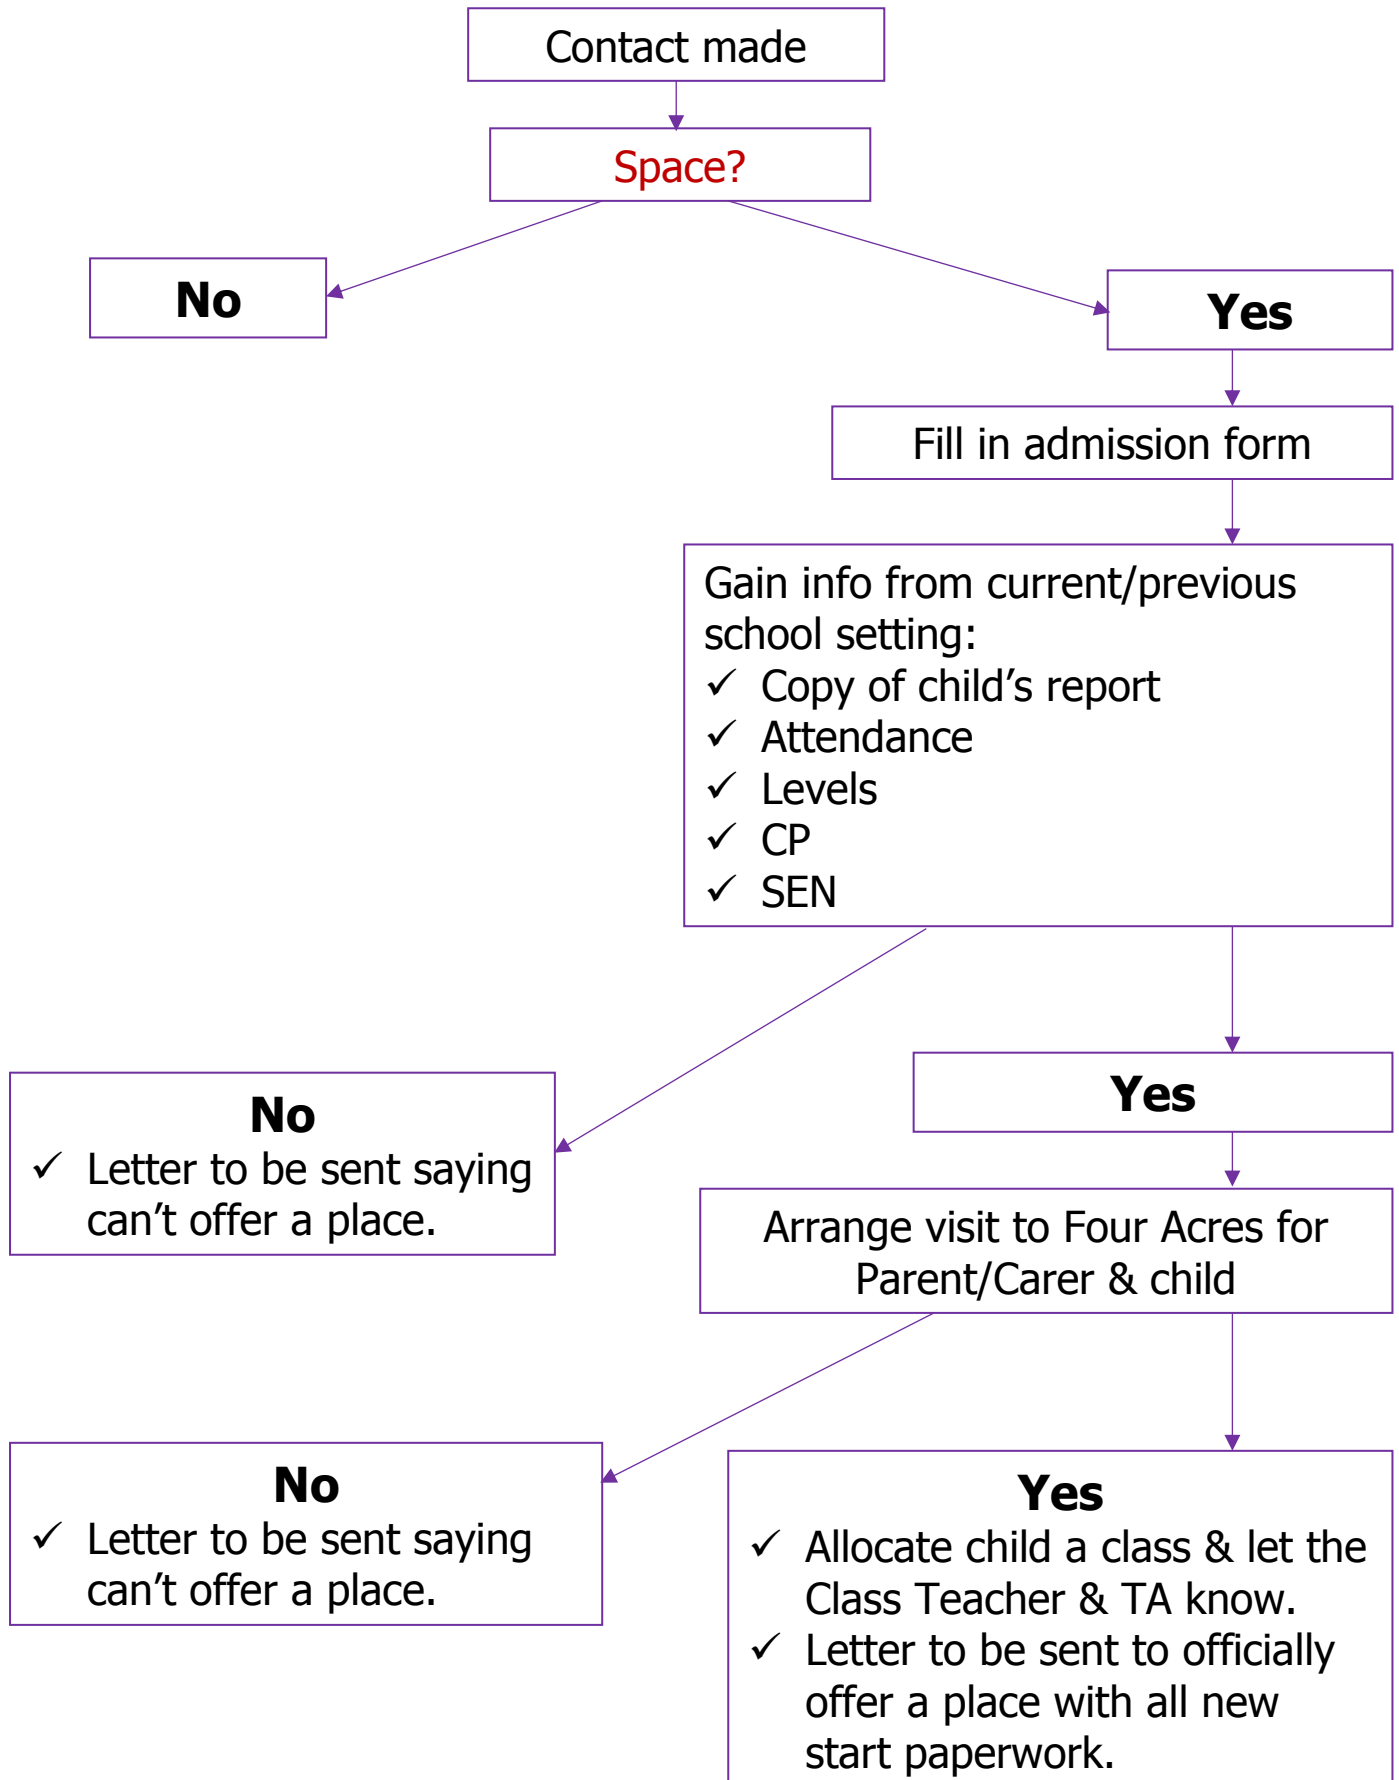 Contact made
Space?
No
Yes
Fill in admission form
Gain info from current/previous
school setting:
✓ Copy of child’s report
✓ Attendance
✓ Levels
✓ CP
✓ SEN
No
✓ Letter to be sent saying
can’t offer a place.
Yes
Arrange visit to Four Acres for
Parent/Carer & child
No
✓ Letter to be sent saying
can’t offer a place.
Yes
✓ Allocate child a class & let the
Class Teacher & TA know.
✓ Letter to be sent to officially
offer a place with all new
start paperwork.